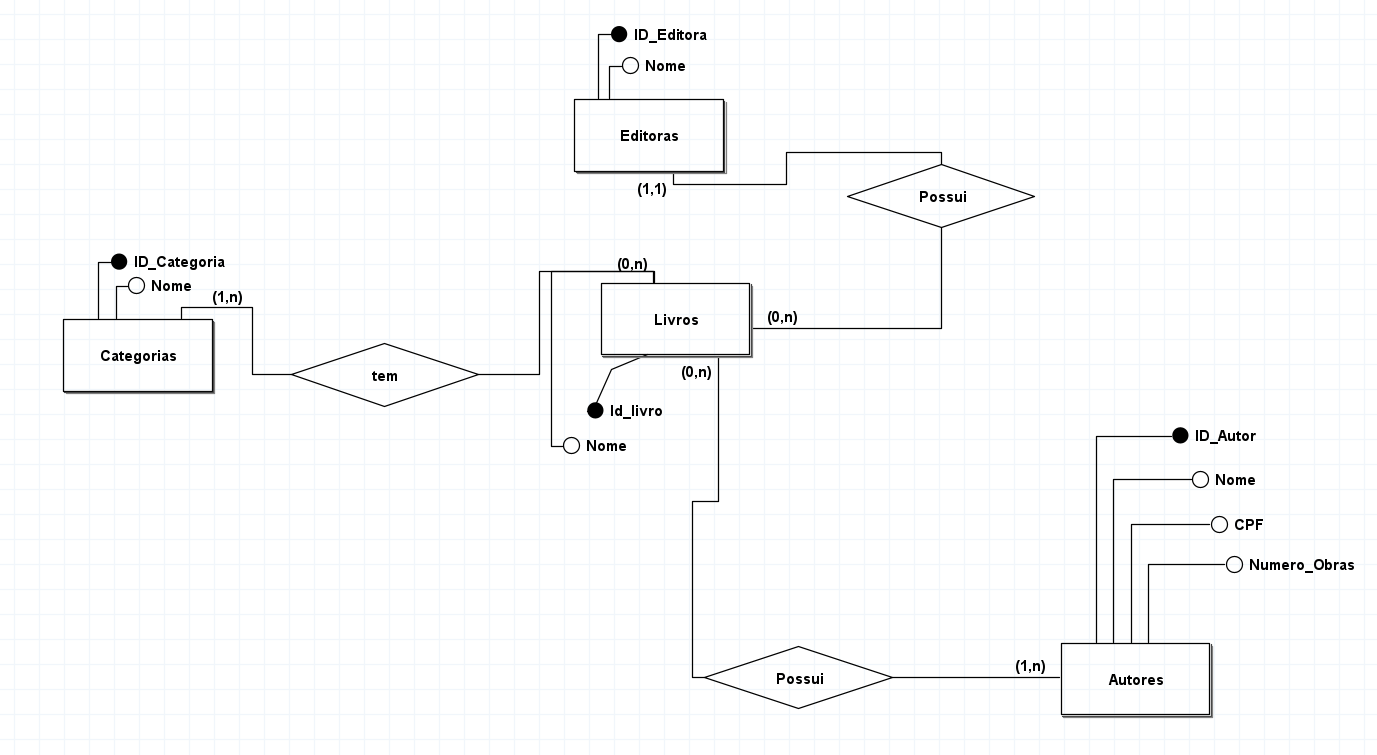 ID_Editora
Nome
Editoras
(1,1)
Possui
ID_Categoria
Nome
(1,n)
Categorias
tem
(0,n)
Livros
(0,n)
(0,n)
Id_livro
Nome
ID_Autor
Nome
CPF
Numero_Obras
Possui
(1,n)
Autores